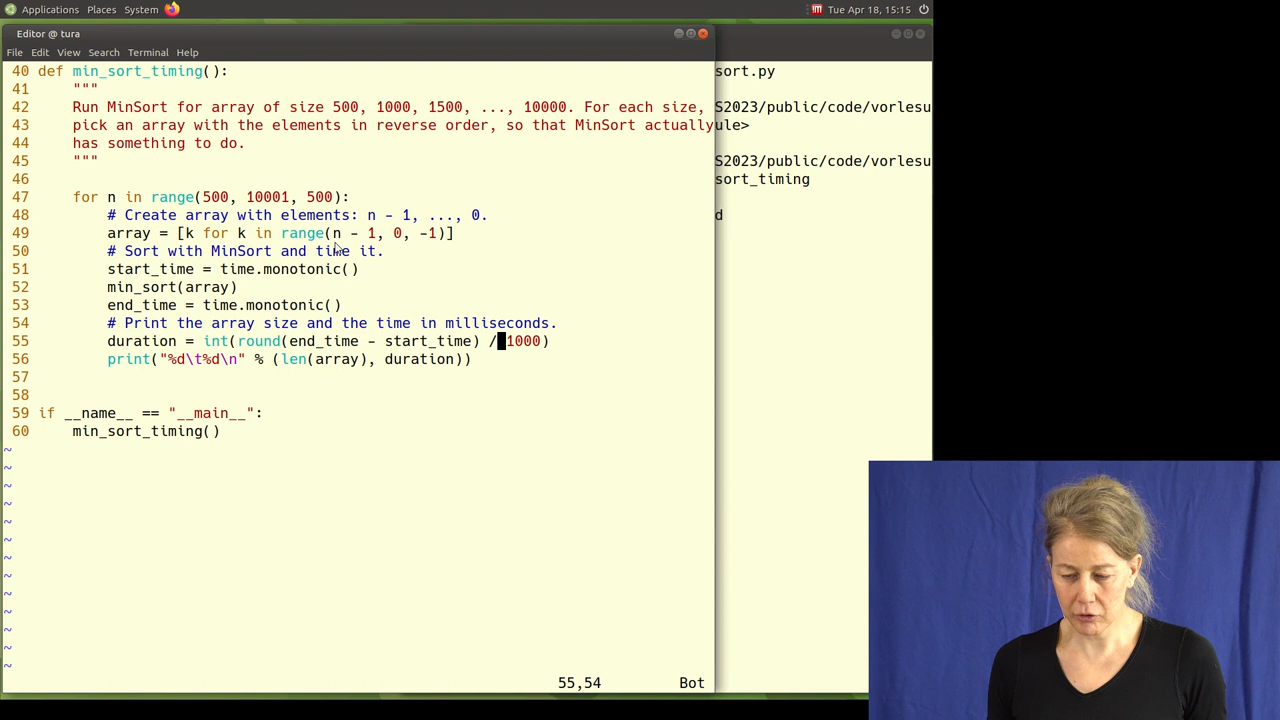 Applications Places System
Tue Apr 18, 15:15
Editor @ tura
File Edit View Search Terminal Help
40 def min_sort_timing():
41     """
42     Run MinSort for array of size 500, 1000, 1500, ..., 10000. For each size,
43     pick an array with the elements in reverse order, so that MinSort actually
44     has something to do.
45     """
46
47     for n in range(500, 10001, 500):
48         # Create array with elements: n - 1, ..., 0.
49         array = [k for k in range(n - 1, 0, -1)]
50         # Sort with MinSort and time it.
51         start_time = time.monotonic()
52         min_sort(array)
53         end_time = time.monotonic()
54         # Print the array size and the time in milliseconds.
55         duration = int(round(end_time - start_time) / 1000)
56         print("%d\t%d\n" % (len(array), duration))
57
58
59 if __name__ == "__main__":
60     min_sort_timing()
~
~
~
~
~
~
~
~
~
~
~
~
~
55,54 Bot
sort.py
S2023/public/code/vorlesu
ule>
S2023/public/code/vorlesu
sort_timing
d